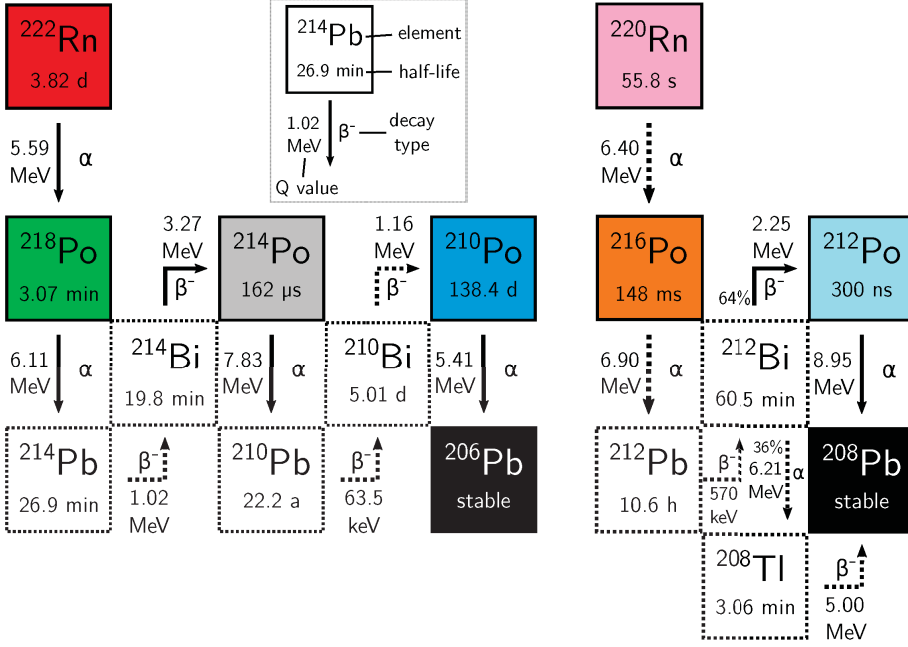 ²²²Rn
3.82 d
²¹⁴Pb
element
26.9 min
half-life
1.02
MeV
β⁻
decay
type
Q value
²²⁰Rn
55.8 s
5.59
MeV
α
6.40
MeV
α
²¹⁸Po
3.07 min
3.27
MeV
β⁻
²¹⁴Po
162 µs
1.16
MeV
β⁻
²¹⁰Po
138.4 d
²¹⁶Po
148 ms
2.25
MeV
64%
β⁻
²¹²Po
300 ns
6.11
MeV
α
²¹⁴Bi
19.8 min
7.83
MeV
α
²¹⁰Bi
5.01 d
5.41
MeV
α
6.90
MeV
α
²¹²Bi
60.5 min
8.95
MeV
α
²¹⁴Pb
26.9 min
β⁻
1.02
MeV
²¹⁰Pb
22.2 a
β⁻
63.5
keV
²⁰⁶Pb
stable
²¹²Pb
10.6 h
β⁻
570
keV
36%
6.21
MeV
α
²⁰⁸Pb
stable
²⁰⁸Tl
3.06 min
β⁻
5.00
MeV